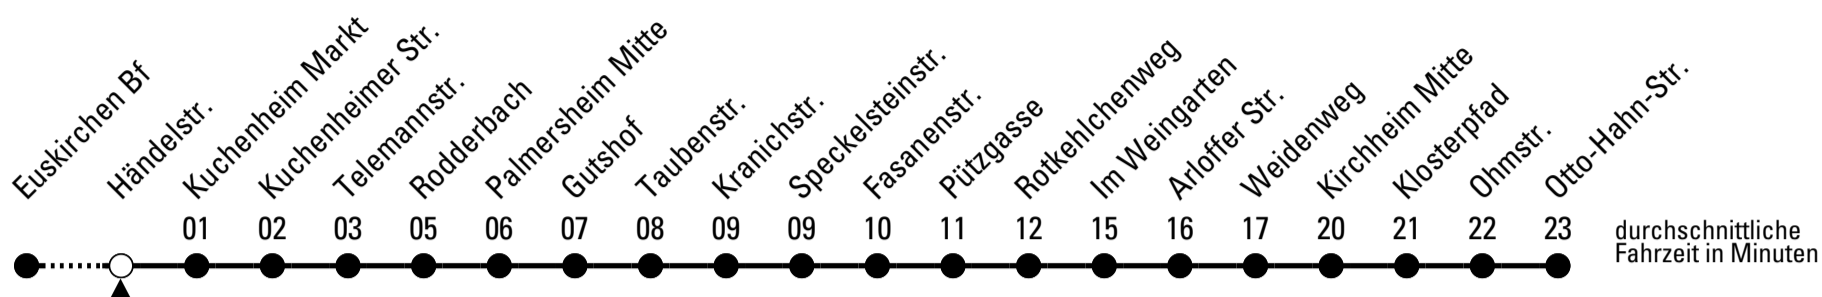 Euskirchen Bf
Händelstr.
Kuchenheim Markt
Kuchenheimer Str.
Telemannstr.
Rodderbach
Palmersheim Mitte
Gutshof
Taubenstr.
Kranichstr.
Speckelsteinstr.
Fasanenstr.
Pützgasse
Rotkehlchenweg
Im Weingarten
Arloffer Str.
Weidenweg
Kirchheim Mitte
Klosterpfad
Ohmstr.
Otto-Hahn-Str.
01 02 03 05 06 07 08 09 09 10 11 12 15 16 17 20 21 22 23
durchschnittliche
Fahrzeit in Minuten